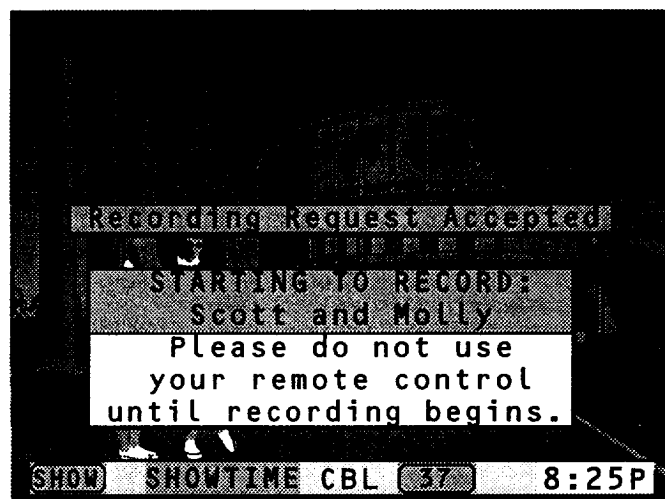 Recording Request Accepted
STARTING TO RECORD:
Scott and Molly
Please do not use
your remote control
until recording begins.
SHOW SHOWTIME CBL 37 8:25P